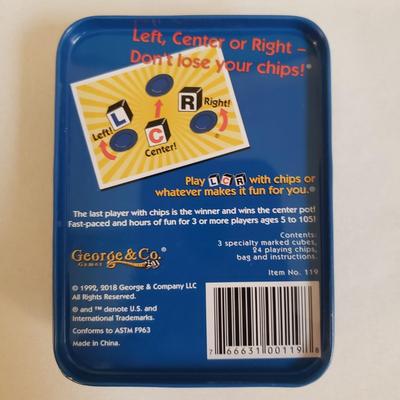 Left, Center or Right –
Don't lose your chips!®
L
R
C
Left!
Right!
Center!
Play LCR with chips or
whatever makes it fun for you.®
The last player with chips is the winner and wins the center pot!
Fast-paced and hours of fun for 3 or more players ages 5 to 105!
Contents:
3 specialty marked cubes,
24 playing chips,
bag and instructions.
Item No. 119
George & Co.
Games
© 1992, 2018 George & Company LLC
All Rights Reserved.
® and ™ denote U.S. and
International Trademarks.
Conforms to ASTM F963
Made in China.
7 66631 00119 8